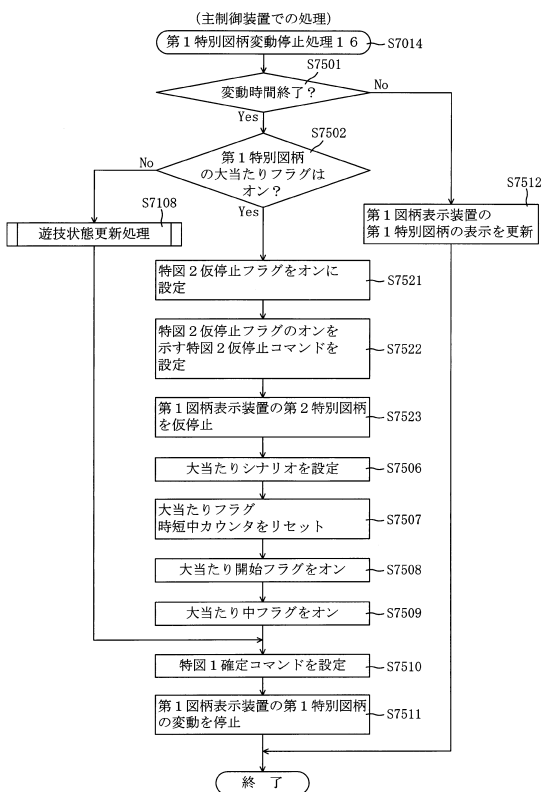 (主制御装置での処理)
第1特別図柄変動停止処理16
S7014
S7501
変動時間終了？
No
Yes
S7502
第1特別図柄
の大当たりフラグは
オン？
No
Yes
S7512
第1図柄表示装置の
第1特別図柄の表示を更新
S7108
遊技状態更新処理
特図2仮停止フラグをオンに
設定
S7521
特図2仮停止フラグのオンを
示す特図2仮停止コマンドを
設定
S7522
第1図柄表示装置の第2特別図柄
を仮停止
S7523
大当たりシナリオを設定
S7506
大当たりフラグ
時短中カウンタをリセット
S7507
大当たり開始フラグをオン
S7508
大当たり中フラグをオン
S7509
特図1確定コマンドを設定
S7510
第1図柄表示装置の第1特別図柄
の変動を停止
S7511
終 了